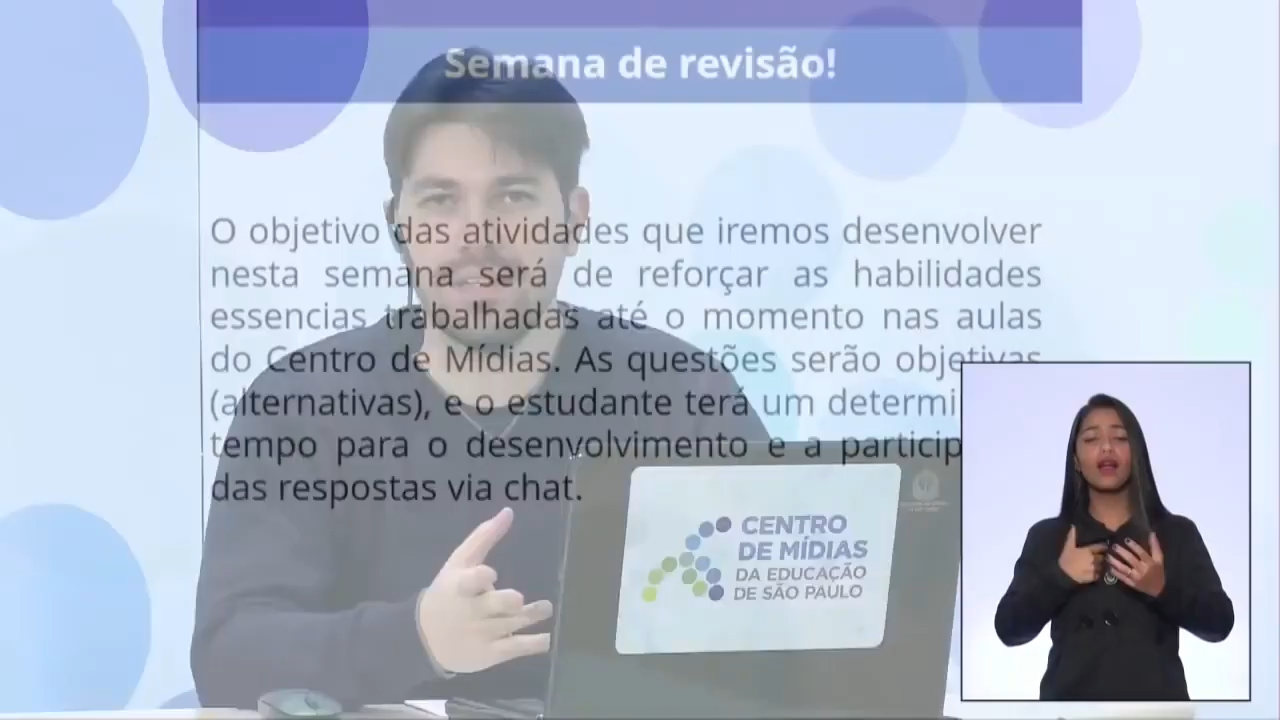 Semana de revisão!
O objetivo das atividades que iremos desenvolver
nesta semana será de reforçar as habilidades
essencias trabalhadas até o momento nas aulas
do Centro de Mídias. As questões serão objetivas
(alternativas), e o estudante terá um determi
tempo para o desenvolvimento e a particip
das respostas via chat.
CENTRO
DE MÍDIAS
DA EDUCAÇÃO
DE SÃO PAULO